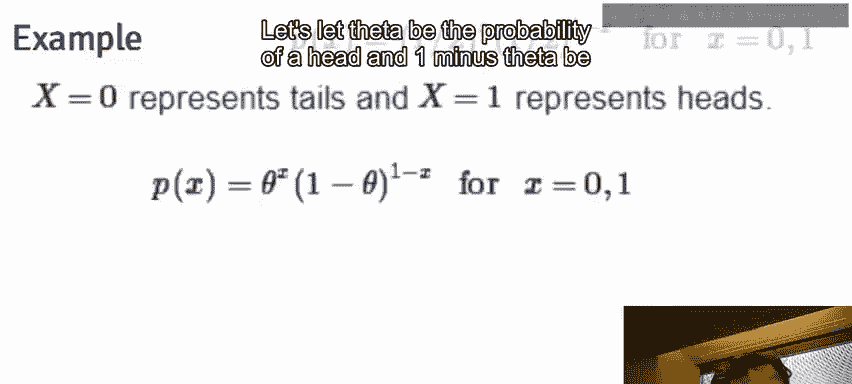 Example
Let's let theta be the probability
of a head and 1 minus theta be
for x = 0, 1
X = 0 represents tails and X = 1 represents heads.
p(x) = θ^x (1 − θ)^{1−x} for x = 0, 1